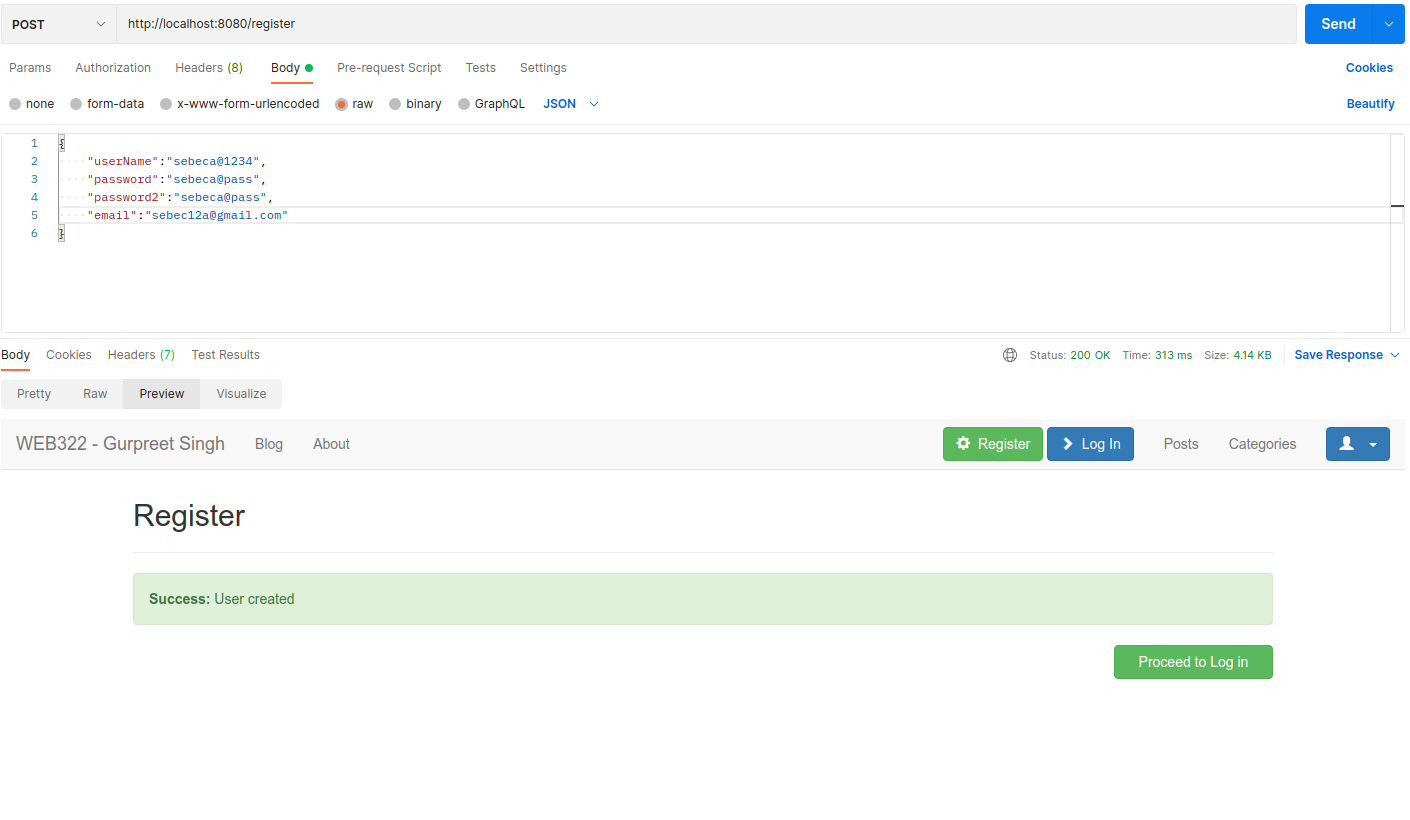 POST http://localhost:8080/register Send
Params Authorization Headers (8) Body Pre-request Script Tests Settings Cookies
none form-data x-www-form-urlencoded raw binary GraphQL JSON Beautify
1 {
2 "userName":"sebeca@1234",
3 "password":"sebeca@pass",
4 "password2":"sebeca@pass",
5 "email":"sebec12a@gmail.com"
6 }
Body Cookies Headers (7) Test Results Status: 200 OK Time: 313 ms Size: 4.14 KB Save Response
Pretty Raw Preview Visualize
WEB322 - Gurpreet Singh Blog About Register Log In Posts Categories
Register
Success: User created
Proceed to Log in